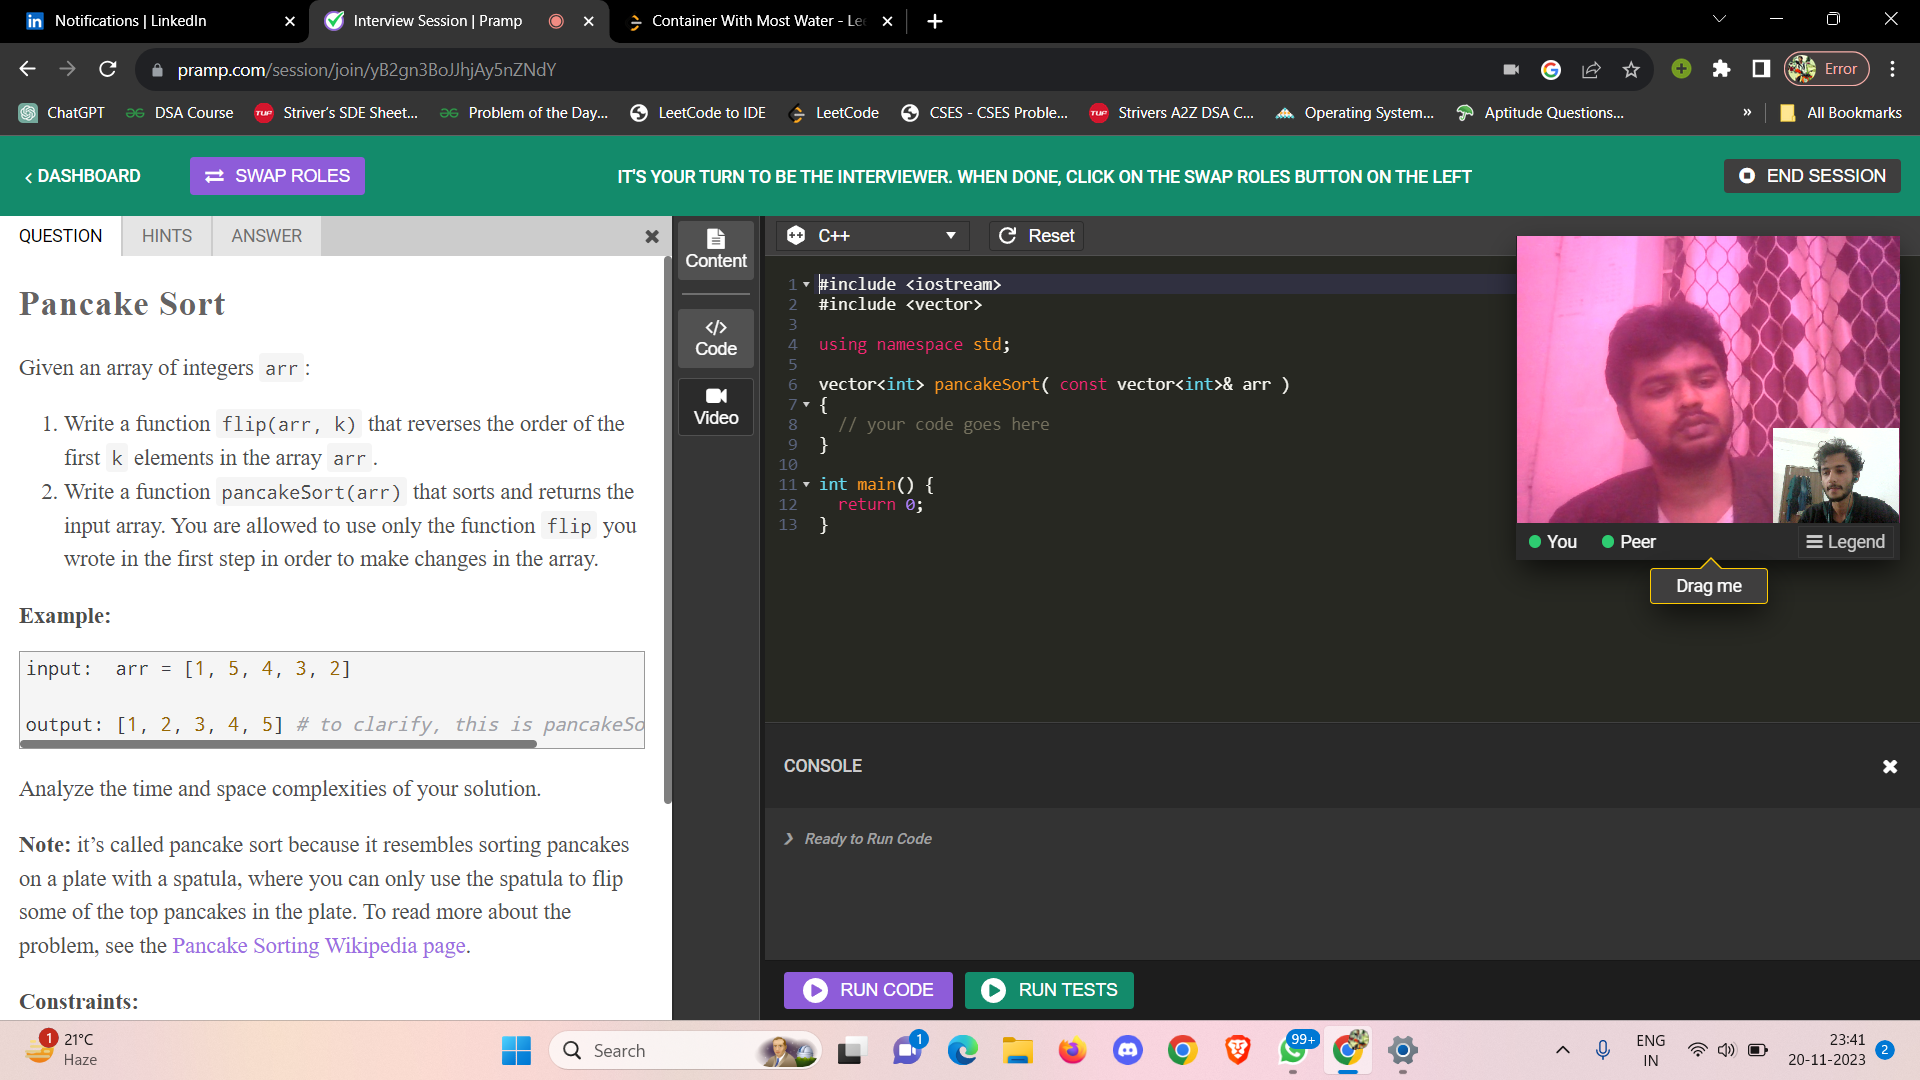 Notifications | LinkedIn
Interview Session | Pramp
Container With Most Water - Le
pramp.com/session/join/yB2gn3BoJJhjAy5nZNdY
Error
ChatGPT
DSA Course
Striver's SDE Sheet...
Problem of the Day...
LeetCode to IDE
LeetCode
CSES - CSES Proble...
Strivers A2Z DSA C...
Operating System...
Aptitude Questions...
»
All Bookmarks
‹ DASHBOARD
SWAP ROLES
IT'S YOUR TURN TO BE THE INTERVIEWER. WHEN DONE, CLICK ON THE SWAP ROLES BUTTON ON THE LEFT
END SESSION
QUESTION
HINTS
ANSWER
Pancake Sort
Given an array of integers arr :
1. Write a function flip(arr, k) that reverses the order of the
first k elements in the array arr .
2. Write a function pancakeSort(arr) that sorts and returns the
input array. You are allowed to use only the function flip you
wrote in the first step in order to make changes in the array.
Example:
input: arr = [1, 5, 4, 3, 2]
output: [1, 2, 3, 4, 5] # to clarify, this is pancakeSo
Analyze the time and space complexities of your solution.
Note: it's called pancake sort because it resembles sorting pancakes
on a plate with a spatula, where you can only use the spatula to flip
some of the top pancakes in the plate. To read more about the
problem, see the Pancake Sorting Wikipedia page.
Constraints:
Content
Code
Video
C++
Reset
1 #include <iostream>
2 #include <vector>
3
4 using namespace std;
5
6 vector<int> pancakeSort( const vector<int>& arr )
7 {
8 // your code goes here
9 }
10
11 int main() {
12 return 0;
13 }
You
Peer
Legend
Drag me
CONSOLE
Ready to Run Code
RUN CODE
RUN TESTS
1
21°C
Haze
Search
1
99+
ENG
IN
23:41
20-11-2023
2